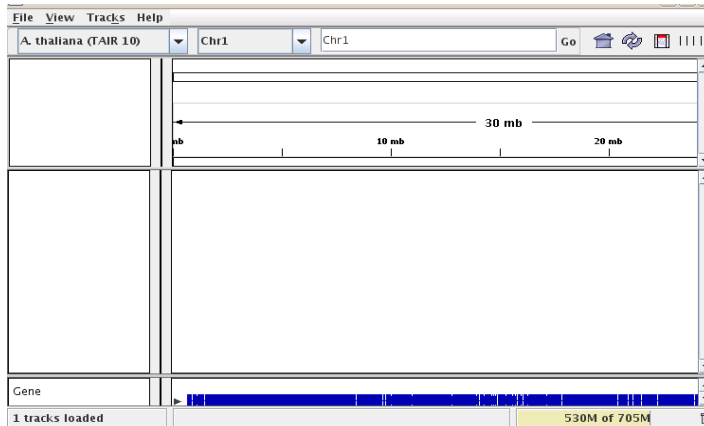 File View Tracks Help
A. thaliana (TAIR 10) Chr1 Chr1 Go
30 mb
mb 10 mb 20 mb
Gene
1 tracks loaded 530M of 705M